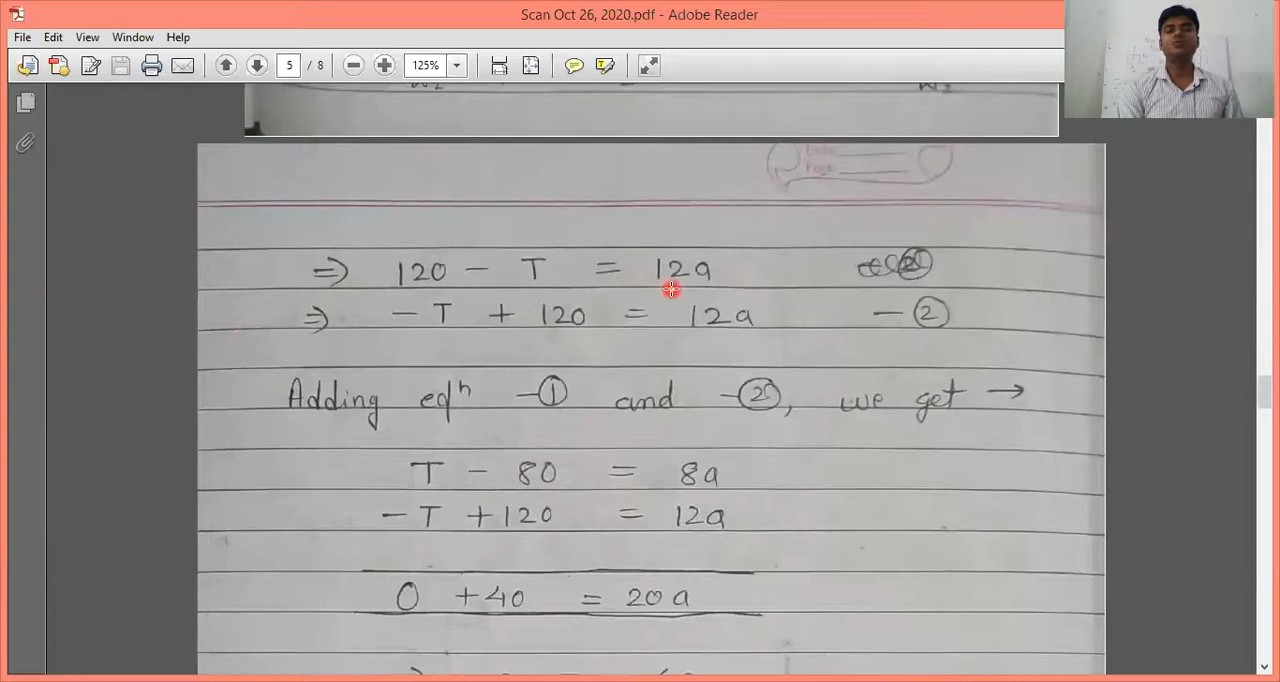 Scan Oct 26, 2020.pdf - Adobe Reader
File Edit View Window Help
5 / 8 125%
⇒ 120 - T = 12a
⇒ - T + 120 = 12a - ②
Adding eqⁿ - ① and - ②, we get →
T - 80 = 8a
- T + 120 = 12a
0 + 40 = 20a